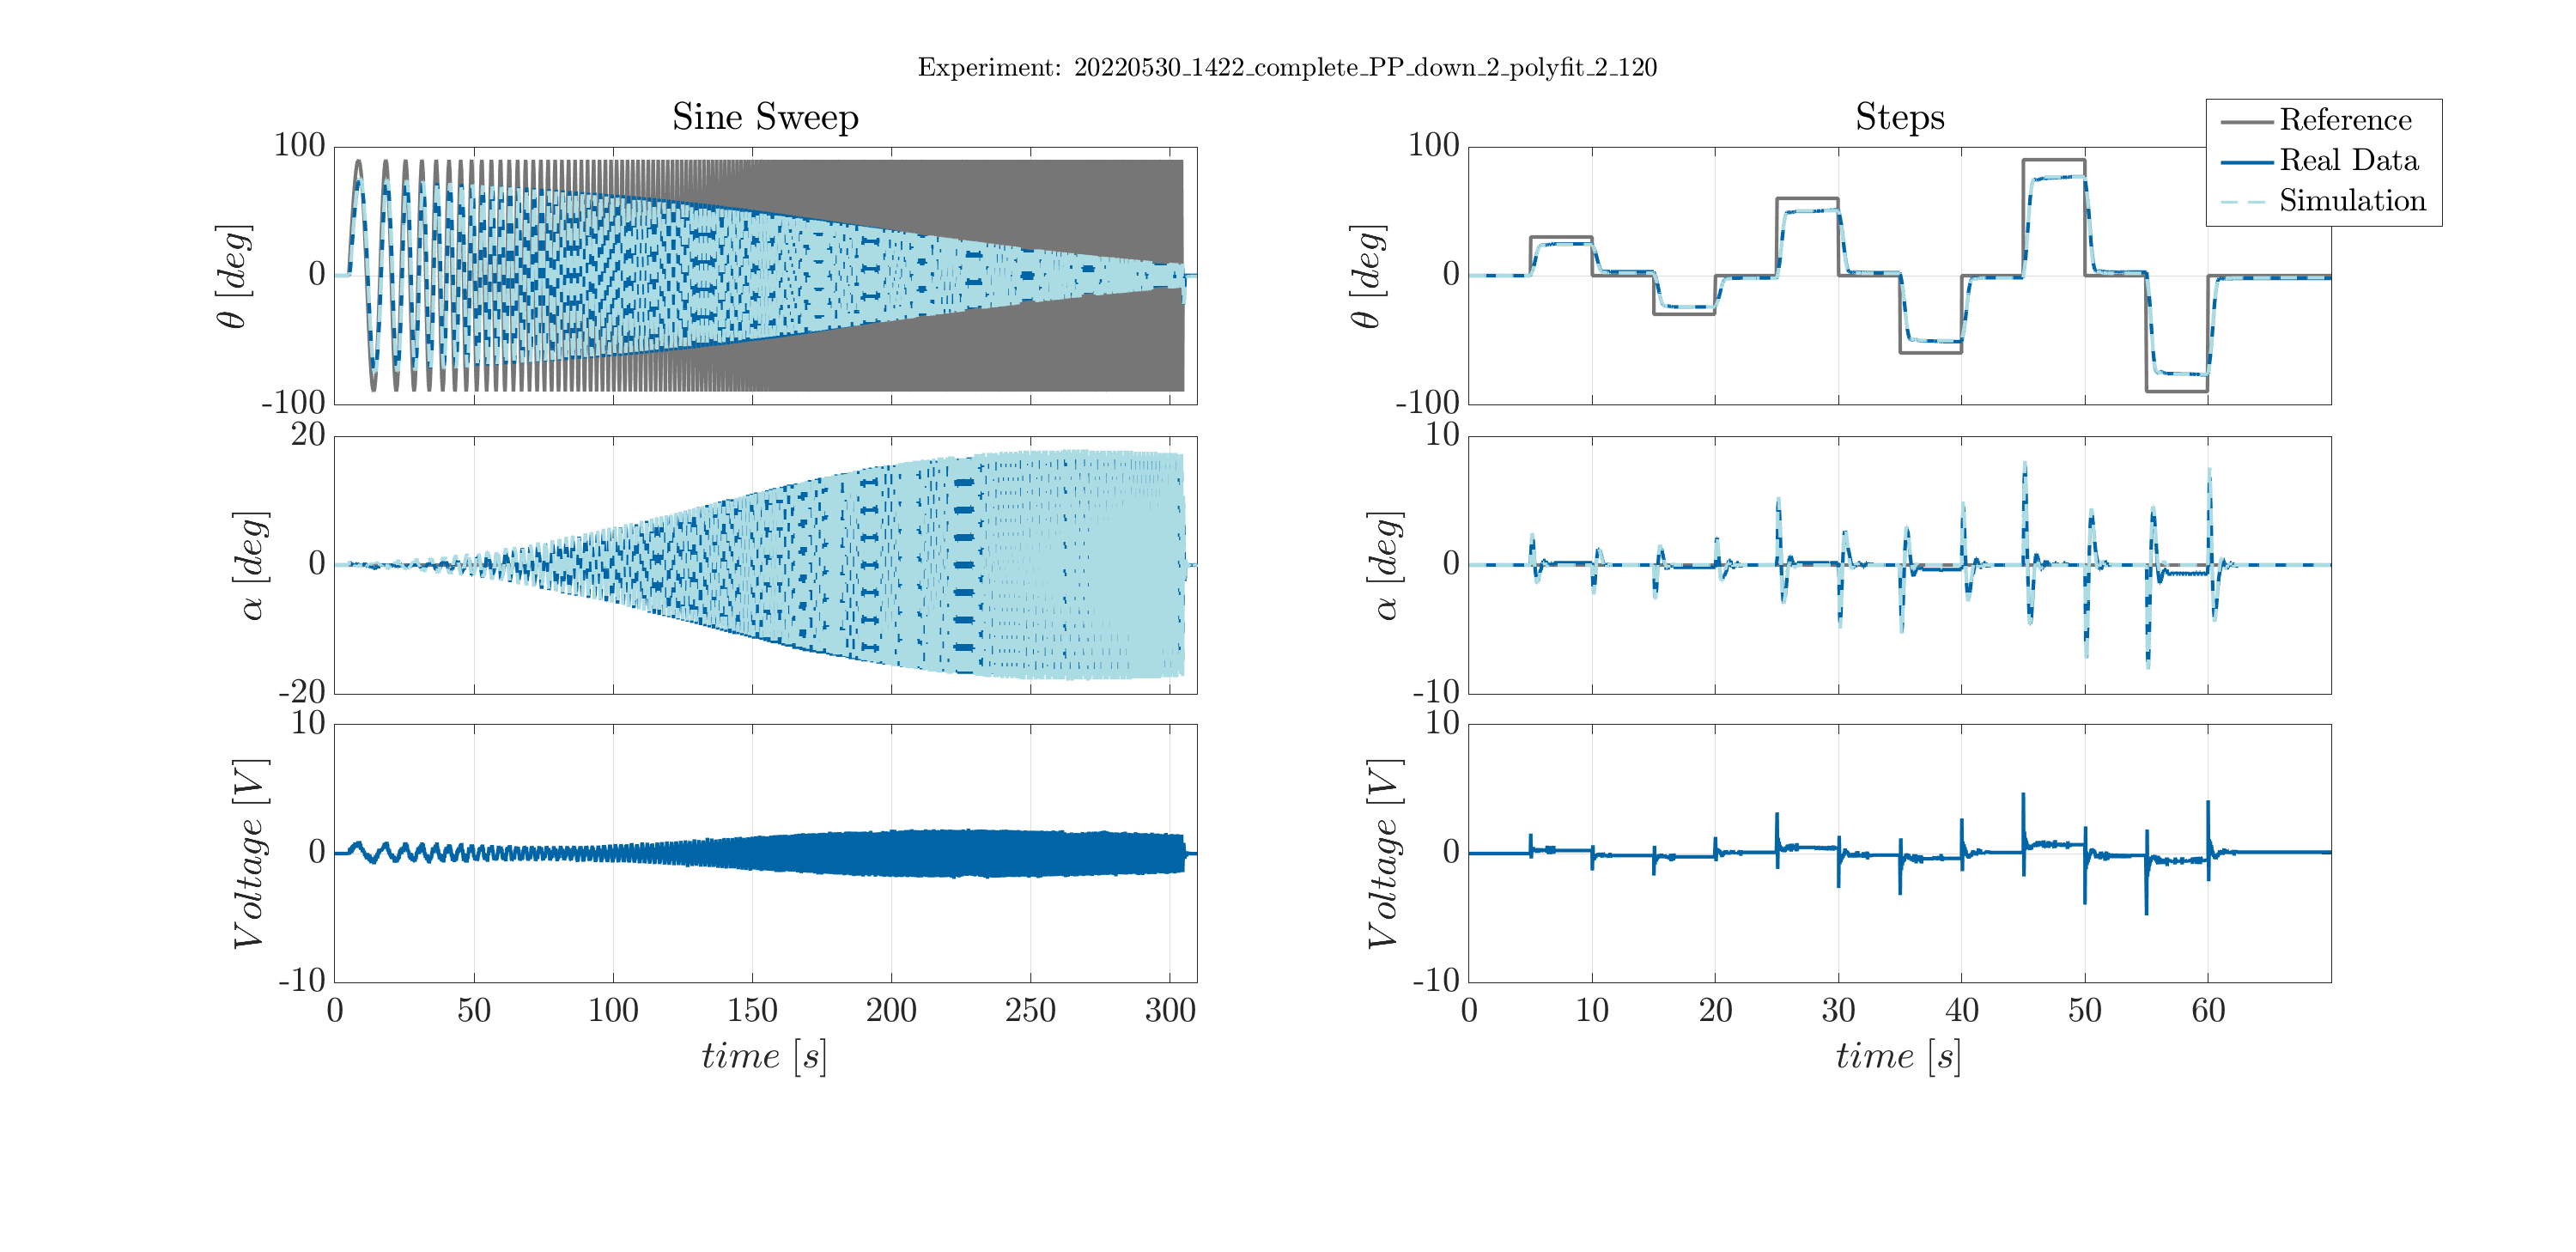 Experiment: 20220530_1422_complete_PP_down_2_polyfit_2_120
Sine Sweep
100
0
-100
θ [deg]
20
0
-20
α [deg]
10
0
-10
Voltage [V]
0 50 100 150 200 250 300
time [s]
Steps
Reference
Real Data
Simulation
100
0
-100
θ [deg]
10
0
-10
α [deg]
10
0
-10
Voltage [V]
0 10 20 30 40 50 60
time [s]